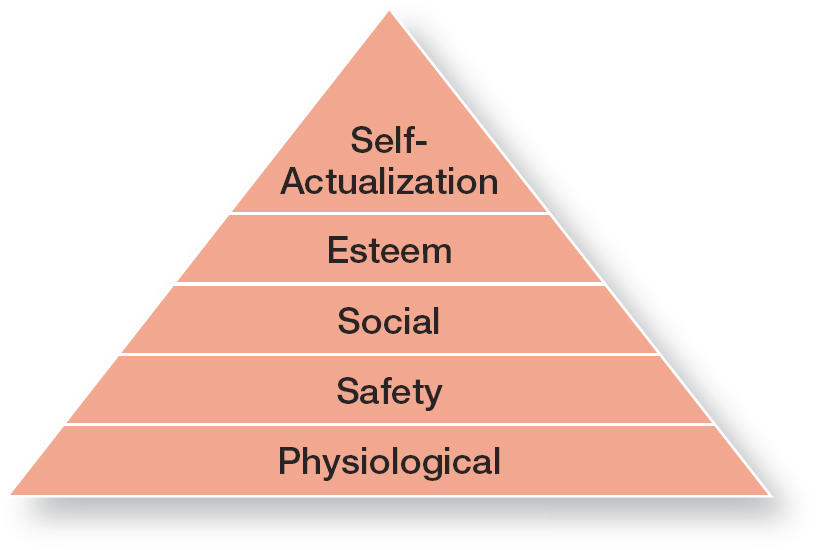 Self-
Actualization
Esteem
Social
Safety
Physiological